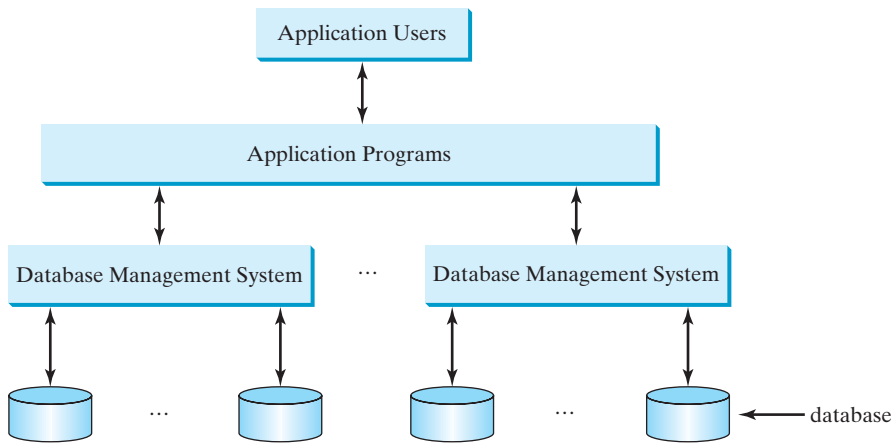 Application Users
Application Programs
Database Management System
...
Database Management System
...
...
database